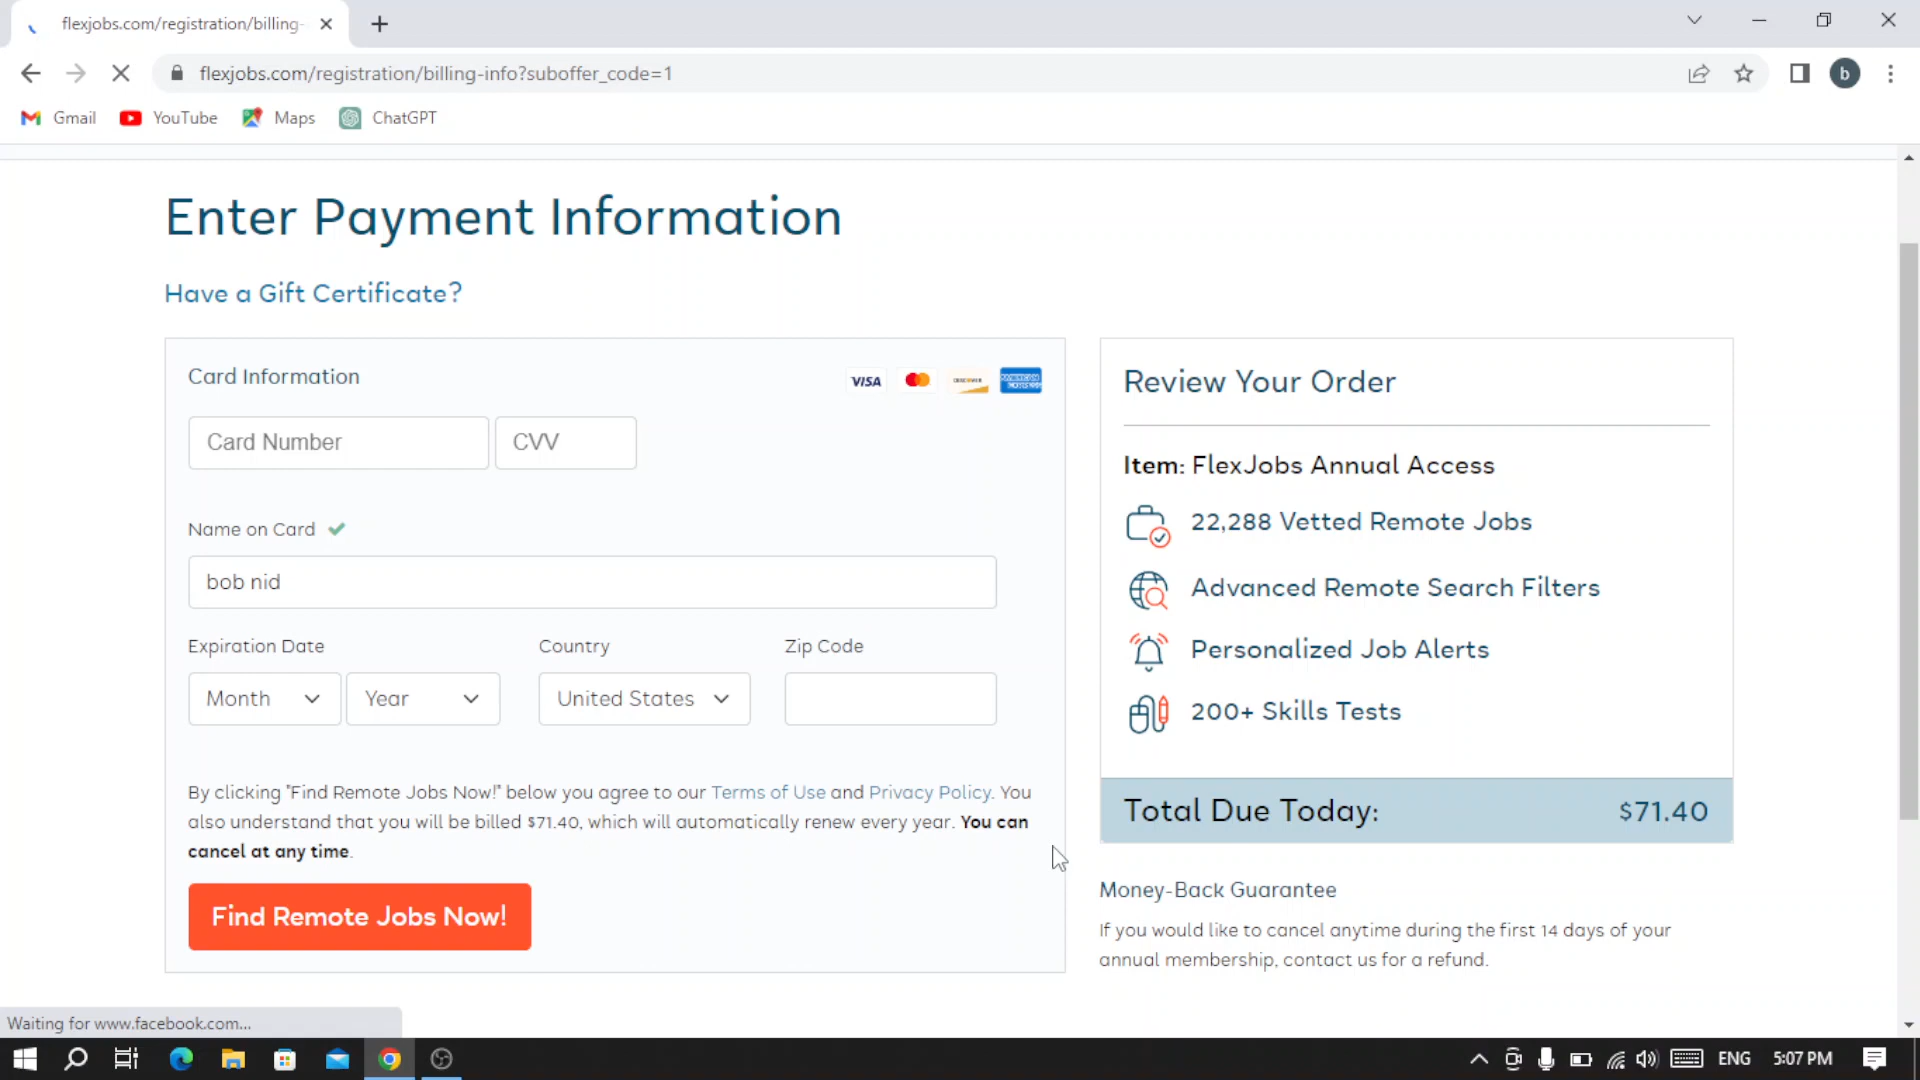 flexjobs.com/registration/billing-
flexjobs.com/registration/billing-info?suboffer_code=1
b
Gmail
YouTube
Maps
ChatGPT
Enter Payment Information
Have a Gift Certificate?
Card Information
VISA
DISCOVER
AMERICAN EXPRESS
Card Number
CVV
Name on Card
bob nid
Expiration Date
Country
Zip Code
Month
Year
United States
By clicking "Find Remote Jobs Now!" below you agree to our Terms of Use and Privacy Policy. You
also understand that you will be billed $71.40, which will automatically renew every year. You can
cancel at any time.
Find Remote Jobs Now!
Review Your Order
Item: FlexJobs Annual Access
22,288 Vetted Remote Jobs
Advanced Remote Search Filters
Personalized Job Alerts
200+ Skills Tests
Total Due Today: $71.40
Money-Back Guarantee
If you would like to cancel anytime during the first 14 days of your
annual membership, contact us for a refund.
Waiting for www.facebook.com...
ENG
5:07 PM